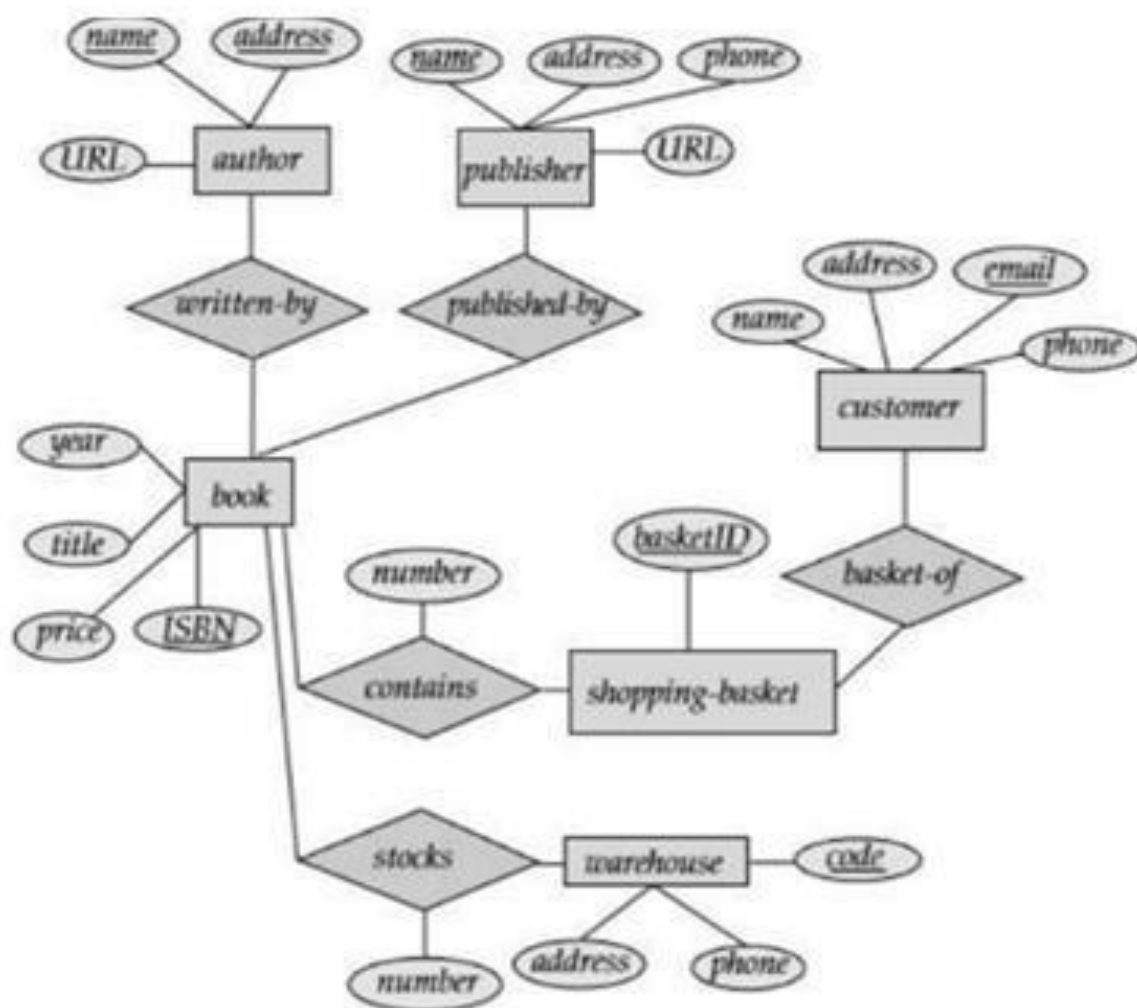 name
address
name
address
phone
URL
author
publisher
URL
address
email
written-by
published-by
name
phone
customer
year
book
basketID
title
number
basket-of
price
ISBN
contains
shopping-basket
stocks
warehouse
code
number
address
phone